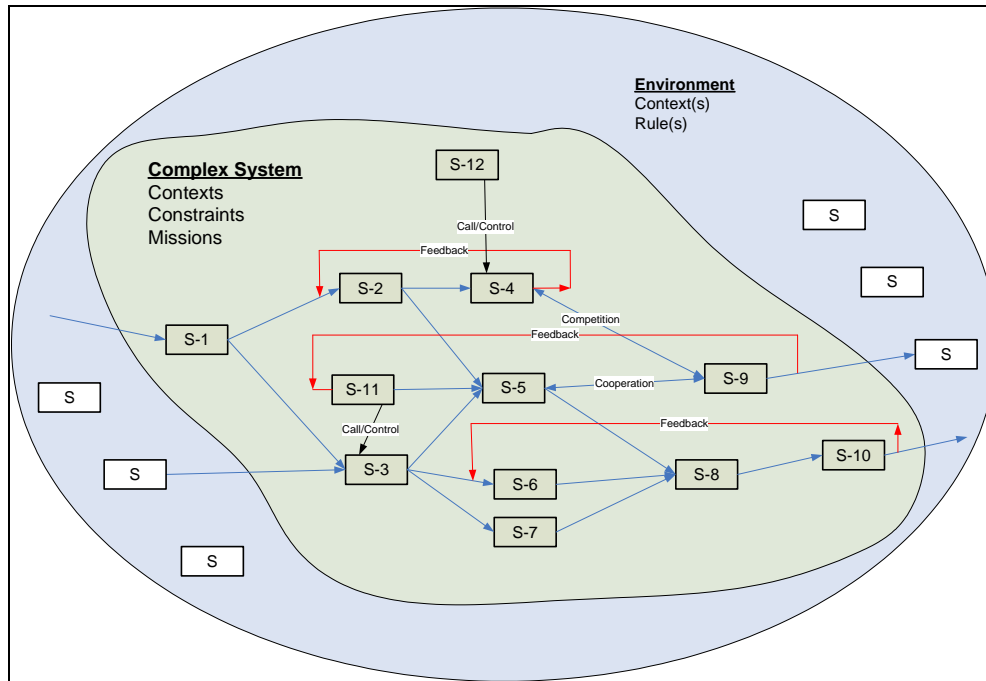 Environment
Context(s)
Rule(s)
Complex System
Contexts
Constraints
Missions
S-12
S
Call/Control
Feedback
S
S-2
S-4
Competition
S-1
Feedback
S
S-11
S-5
Cooperation
S-9
S
Call/Control
Feedback
S
S-3
S-6
S-8
S-10
S-7
S